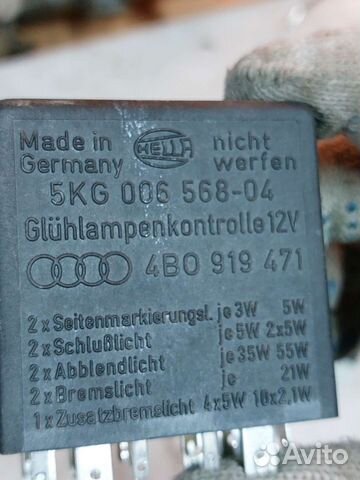 Made in HELLA nicht
Germany werfen
5KG 006 568-04
Glühlampenkontrolle 12V
4B0 919 471
2 x Seitenmarkierungsl. je 3W 5W
2 x Schlußlicht je 5W 2x5W
2 x Abblendlicht je 35W 55W
2 x Bremslicht je 21W
1 x Zusatzbremslicht 4x5W 10x2,1W
Avito